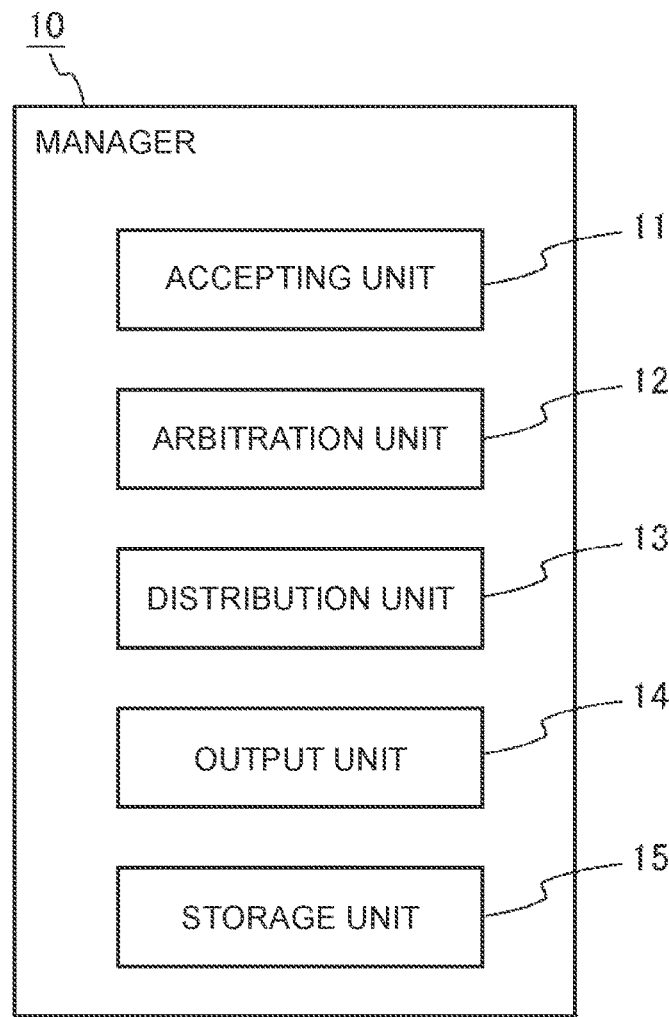 10
MANAGER
ACCEPTING UNIT
11
ARBITRATION UNIT
12
DISTRIBUTION UNIT
13
OUTPUT UNIT
14
STORAGE UNIT
15